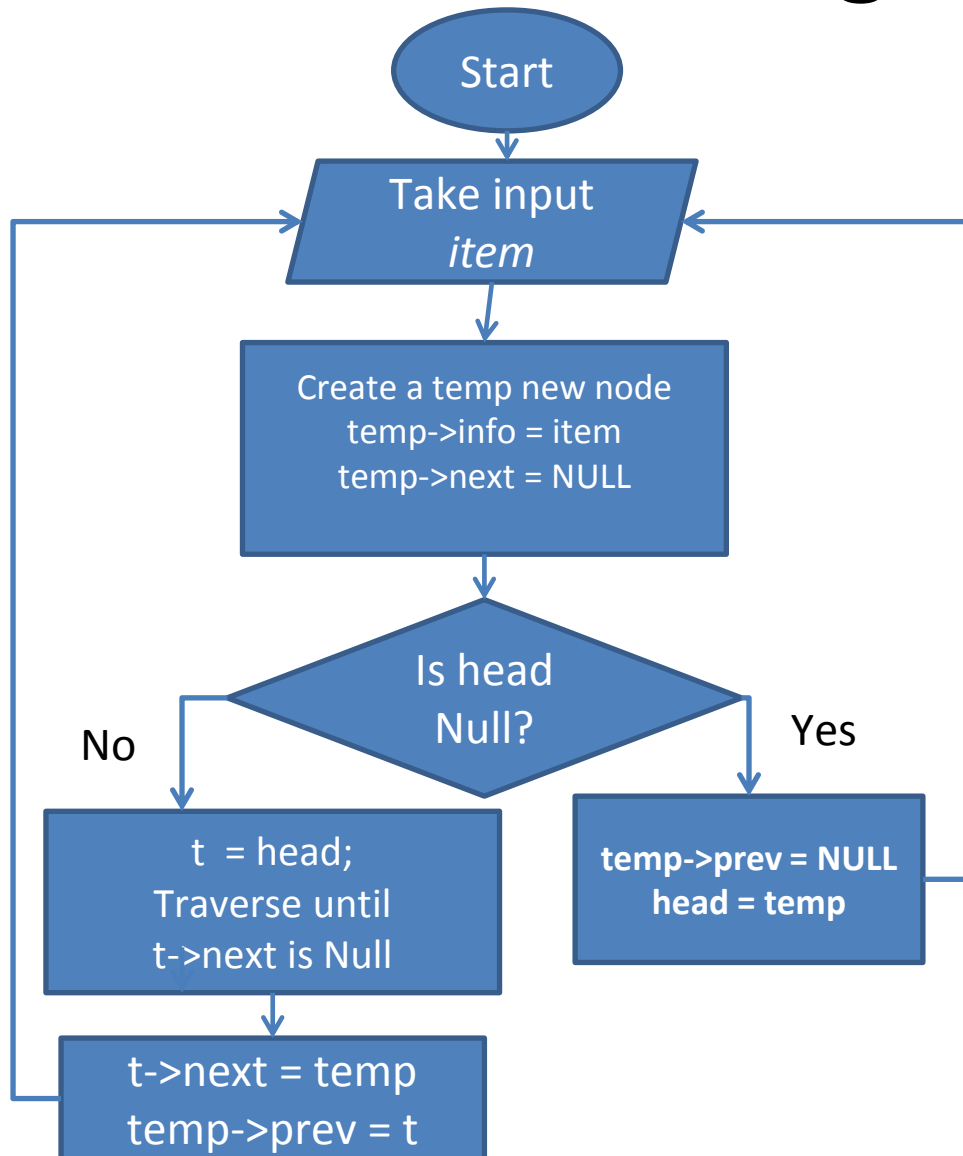 Start
Take input
item
Create a temp new node
temp->info = item
temp->next = NULL
Is head
Null?
No
Yes
t = head;
Traverse until
t->next is Null
temp->prev = NULL
head = temp
t->next = temp
temp->prev = t